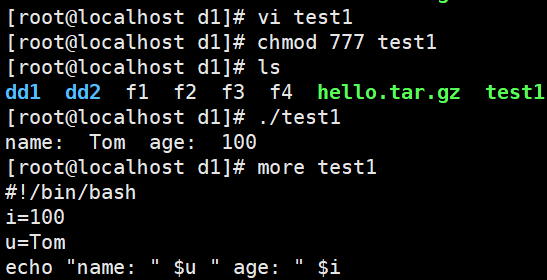 [root@localhost d1]# vi test1
[root@localhost d1]# chmod 777 test1
[root@localhost d1]# ls
dd1  dd2  f1  f2  f3  f4  hello.tar.gz  test1
[root@localhost d1]# ./test1
name:  Tom  age:  100
[root@localhost d1]# more test1
#!/bin/bash
i=100
u=Tom
echo "name: " $u " age: " $i